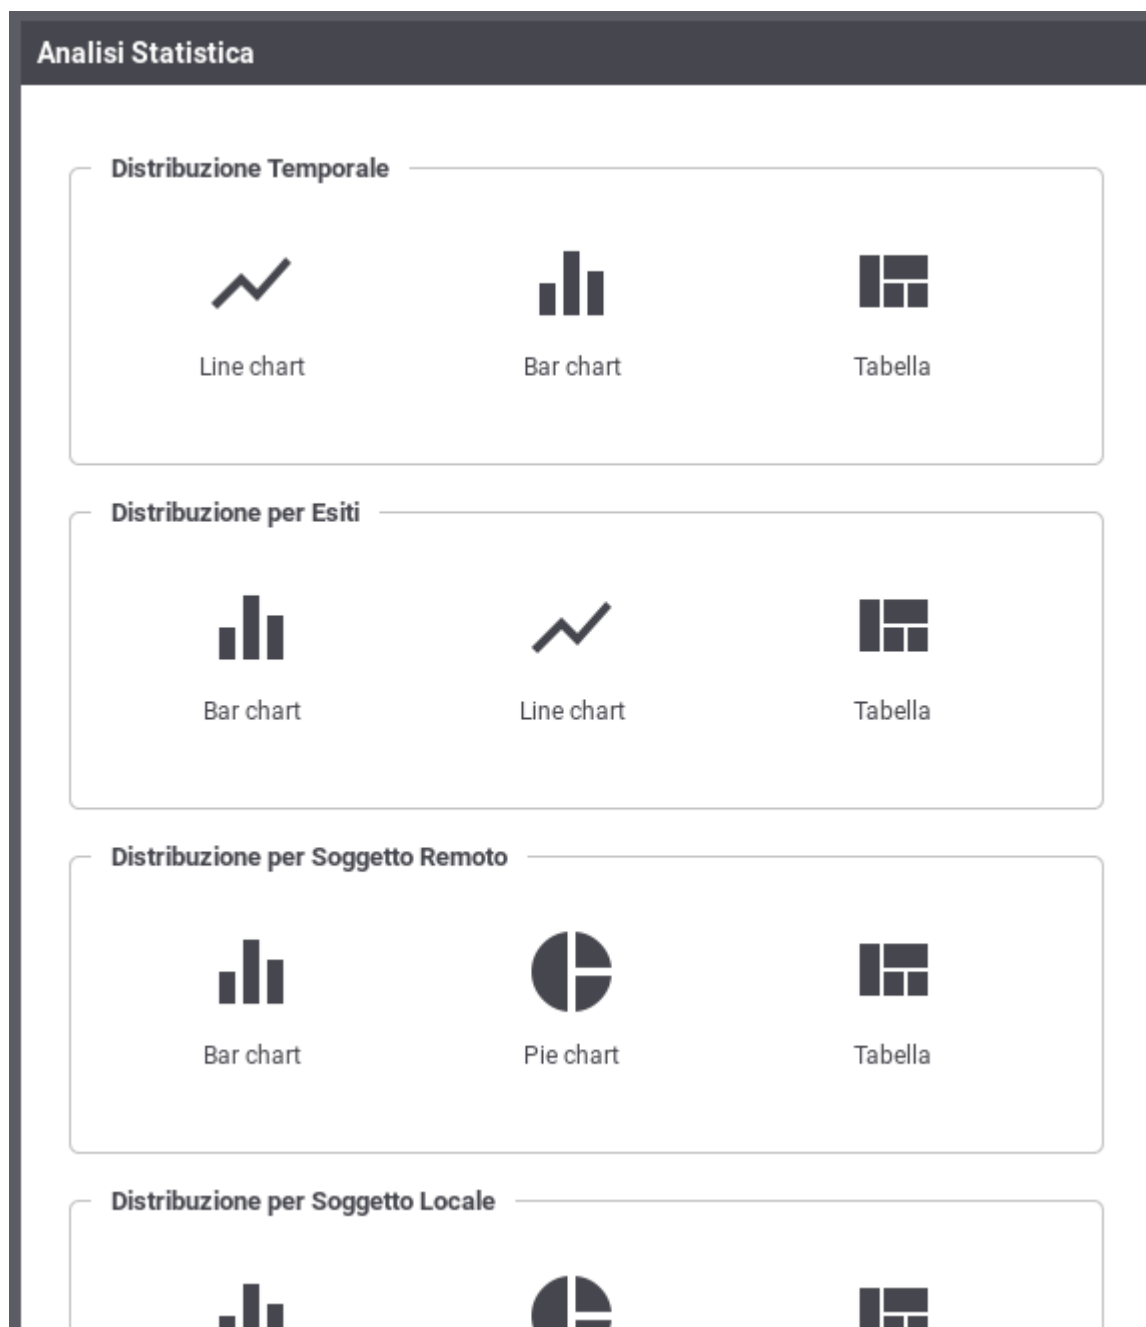 Analisi Statistica
Distribuzione Temporale
Line chart
Bar chart
Tabella
Distribuzione per Esiti
Bar chart
Line chart
Tabella
Distribuzione per Soggetto Remoto
Bar chart
Pie chart
Tabella
Distribuzione per Soggetto Locale